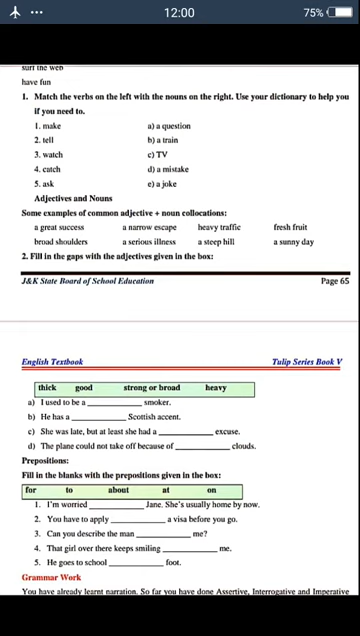 12:00
75%
surf the web
have fun
1. Match the verbs on the left with the nouns on the right. Use your dictionary to help you
if you need to.
1. make a) a question
2. tell b) a train
3. watch c) TV
4. catch d) a mistake
5. ask e) a joke
Adjectives and Nouns
Some examples of common adjective + noun collocations:
a great success a narrow escape heavy traffic fresh fruit
broad shoulders a serious illness a steep hill a sunny day
2. Fill in the gaps with the adjectives given in the box:
J&K State Board of School Education Page 65
English Textbook Tulip Series Book V
thick good strong or broad heavy
a) I used to be a ____________ smoker.
b) He has a ____________ Scottish accent.
c) She was late, but at least she had a ____________ excuse.
d) The plane could not take off because of ____________ clouds.
Prepositions:
Fill in the blanks with the prepositions given in the box:
for to about at on
1. I'm worried ____________ Jane. She's usually home by now.
2. You have to apply ____________ a visa before you go.
3. Can you describe the man ____________ me?
4. That girl over there keeps smiling ____________ me.
5. He goes to school ____________ foot.
Grammar Work
You have already learnt narration. So far you have done Assertive, Interrogative and Imperative